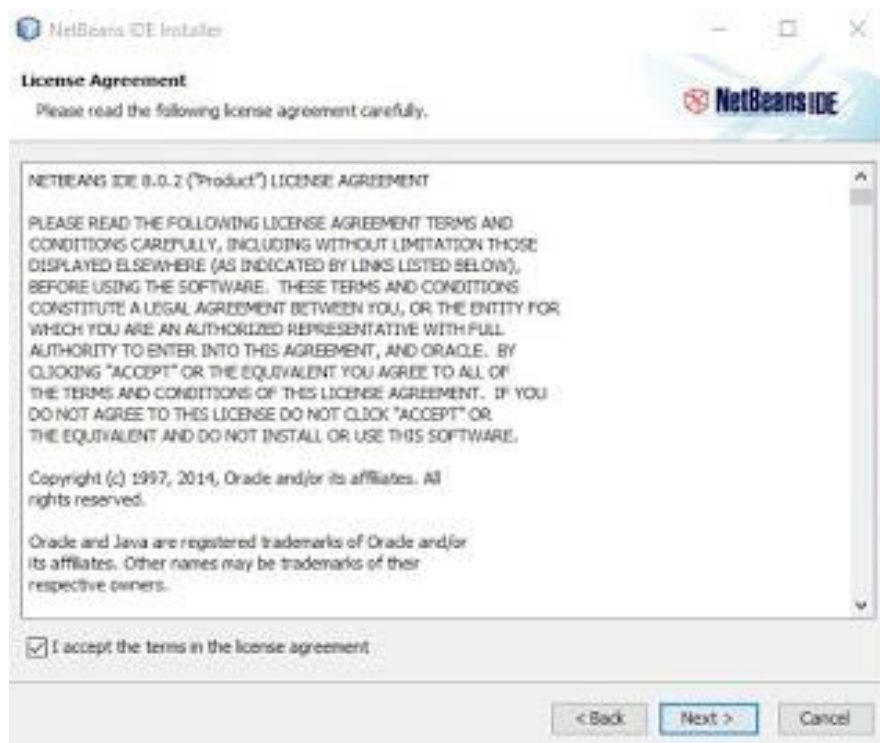 NetBeans IDE Installer
License Agreement
Please read the following license agreement carefully.
NetBeans IDE
NETBEANS IDE 8.0.2 ("Product") LICENSE AGREEMENT
PLEASE READ THE FOLLOWING LICENSE AGREEMENT TERMS AND
CONDITIONS CAREFULLY, INCLUDING WITHOUT LIMITATION THOSE
DISPLAYED ELSEWHERE (AS INDICATED BY LINKS LISTED BELOW),
BEFORE USING THE SOFTWARE. THESE TERMS AND CONDITIONS
CONSTITUTE A LEGAL AGREEMENT BETWEEN YOU, OR THE ENTITY FOR
WHICH YOU ARE AN AUTHORIZED REPRESENTATIVE WITH FULL
AUTHORITY TO ENTER INTO THIS AGREEMENT, AND ORACLE. BY
CLICKING "ACCEPT" OR THE EQUIVALENT YOU AGREE TO ALL OF
THE TERMS AND CONDITIONS OF THIS LICENSE AGREEMENT. IF YOU
DO NOT AGREE TO THIS LICENSE DO NOT CLICK "ACCEPT" OR
THE EQUIVALENT AND DO NOT INSTALL OR USE THIS SOFTWARE.
Copyright (c) 1997, 2014, Oracle and/or its affiliates. All
rights reserved.
Oracle and Java are registered trademarks of Oracle and/or
its affiliates. Other names may be trademarks of their
respective owners.
I accept the terms in the license agreement
< Back
Next >
Cancel